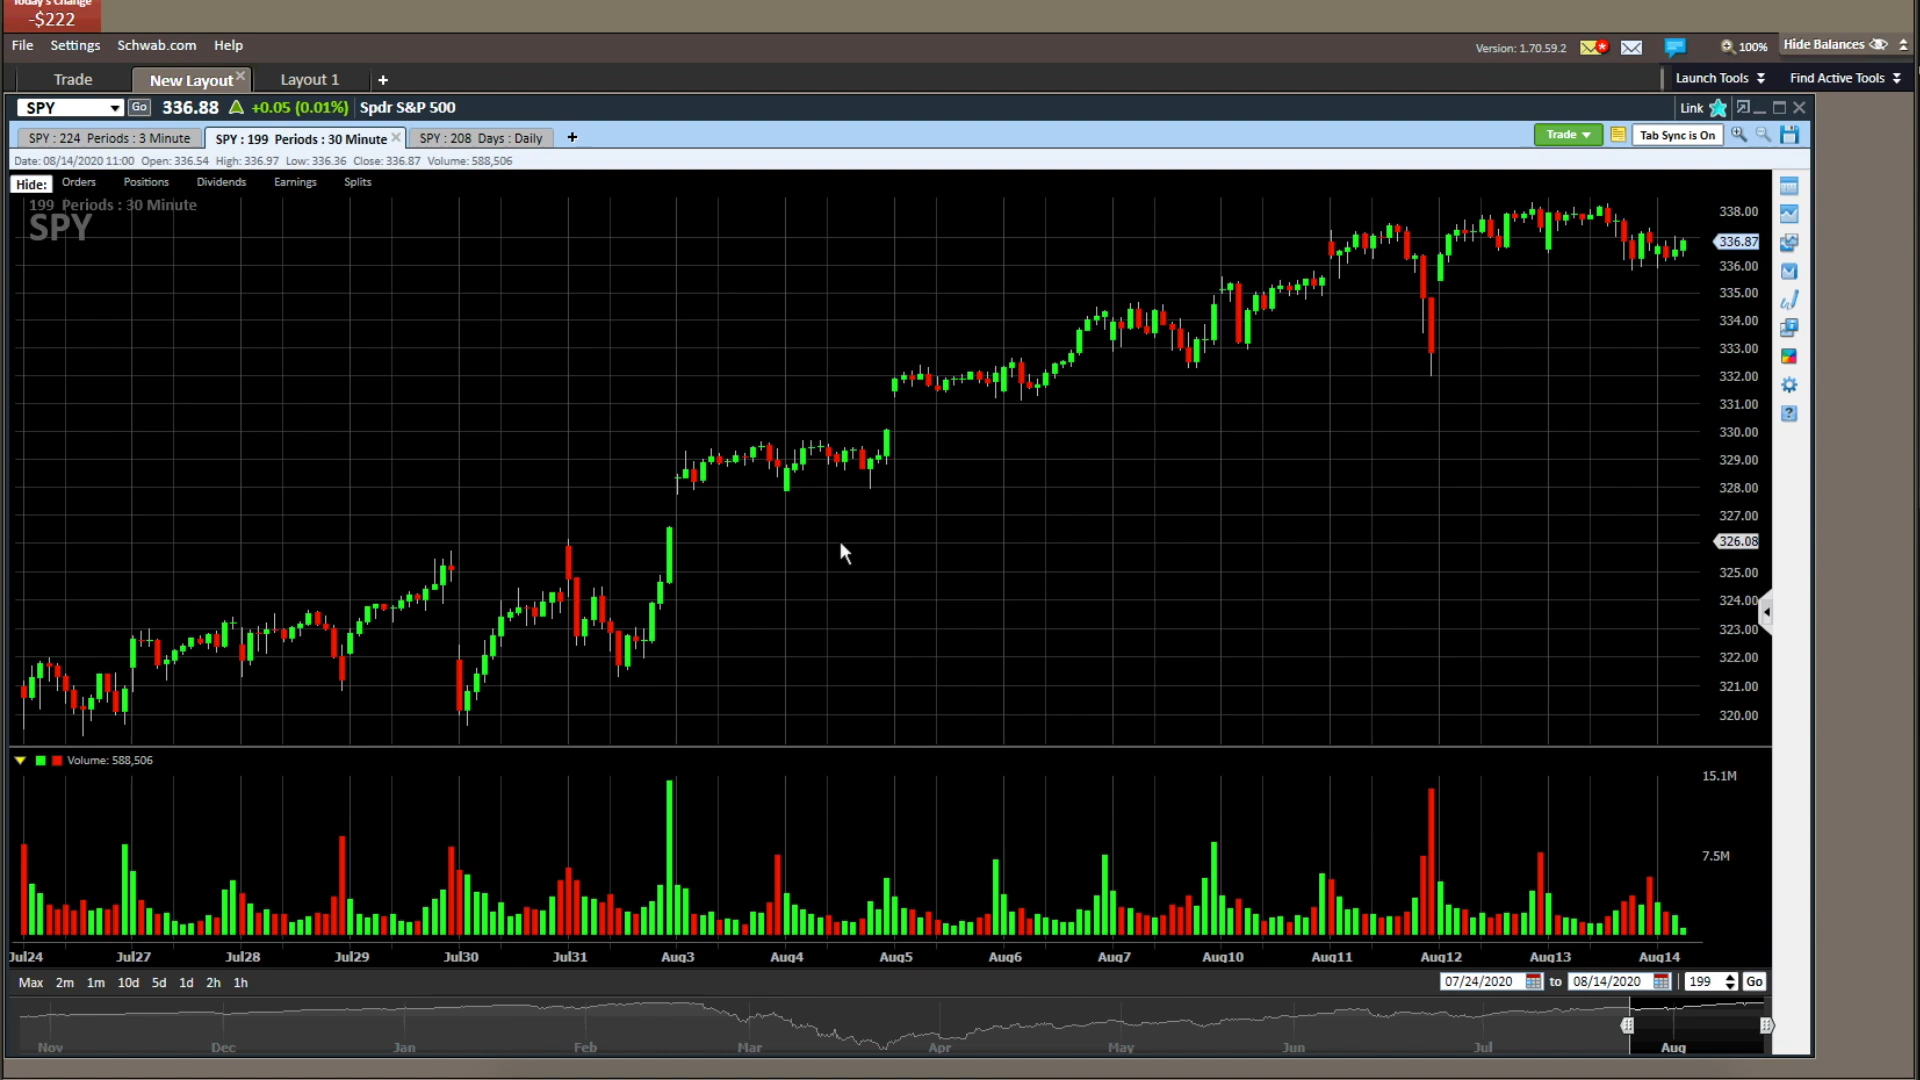 Today's Change
-$222
File Settings Schwab.com Help
Version: 1.70.59.2 100% Hide Balances
Trade New Layout Layout 1 +
Launch Tools Find Active Tools
SPY Go 336.88 +0.05 (0.01%) Spdr S&P 500 Link
SPY : 224 Periods : 3 Minute SPY : 199 Periods : 30 Minute SPY : 208 Days : Daily + Trade Tab Sync is On
Date: 08/14/2020 11:00 Open: 336.54 High: 336.97 Low: 336.36 Close: 336.87 Volume: 588,506
Hide: Orders Positions Dividends Earnings Splits
199 Periods : 30 Minute
SPY
338.00
336.87
336.00
335.00
334.00
333.00
332.00
331.00
330.00
329.00
328.00
327.00
326.08
325.00
324.00
323.00
322.00
321.00
320.00
Volume: 588,506
15.1M
7.5M
Jul24 Jul27 Jul28 Jul29 Jul30 Jul31 Aug3 Aug4 Aug5 Aug6 Aug7 Aug10 Aug11 Aug12 Aug13 Aug14
Max 2m 1m 10d 5d 1d 2h 1h 07/24/2020 to 08/14/2020 199 Go
Nov Dec Jan Feb Mar Apr May Jun Jul Aug